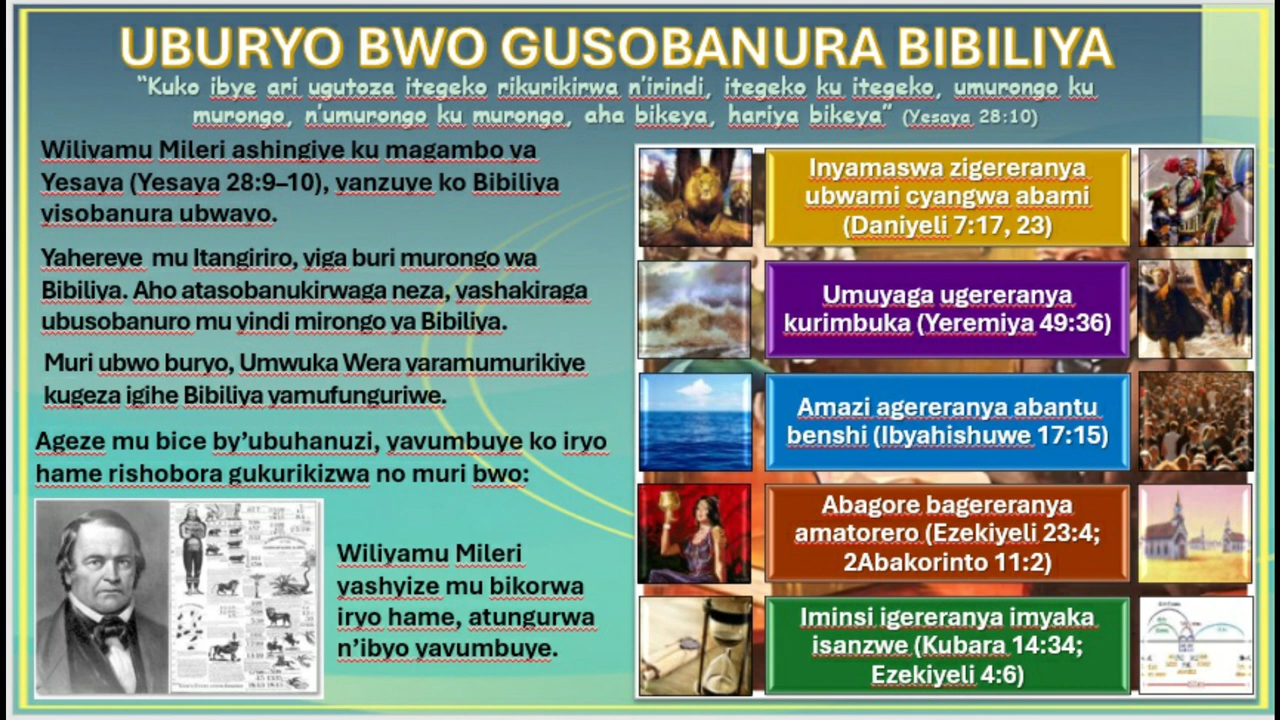 UBURYO BWO GUSOBANURA BIBILIYA
“Kuko ibye ari ugutoza itegeko rikurikirwa n’irindi, itegeko ku itegeko, umurongo ku
murongo, n’umurongo ku murongo, aha bikeya, hariya bikeya” (Yesaya 28:10)
Wiliyamu Mileri ashingiye ku magambo ya
Yesaya (Yesaya 28:9–10), yanzuye ko Bibiliya
yisobanura ubwayo.
Yahereye mu Itangiriro, yiga buri murongo wa
Bibiliya. Aho atasobanukirwaga neza, yashakiraga
ubusobanuro mu yindi mirongo ya Bibiliya.
Muri ubwo buryo, Umwuka Wera yaramumurikiye
kugeza igihe Bibiliya yamufunguriwe.
Ageze mu bice by’ubuhanuzi, yavumbuye ko iryo
hame rishobora gukurikizwa no muri bwo:
Wiliyamu Mileri
yashyize mu bikorwa
iryo hame, atungurwa
n’ibyo yavumbuye.
Inyamaswa zigereranya
ubwami cyangwa abami
(Daniyeli 7:17, 23)
Umuyaga ugereranya
kurimbuka (Yeremiya 49:36)
Amazi agereranya abantu
benshi (Ibyahishuwe 17:15)
Abagore bagereranya
amatorero (Ezekiyeli 23:4;
2Abakorinto 11:2)
Iminsi igereranya imyaka
isanzwe (Kubara 14:34;
Ezekiyeli 4:6)